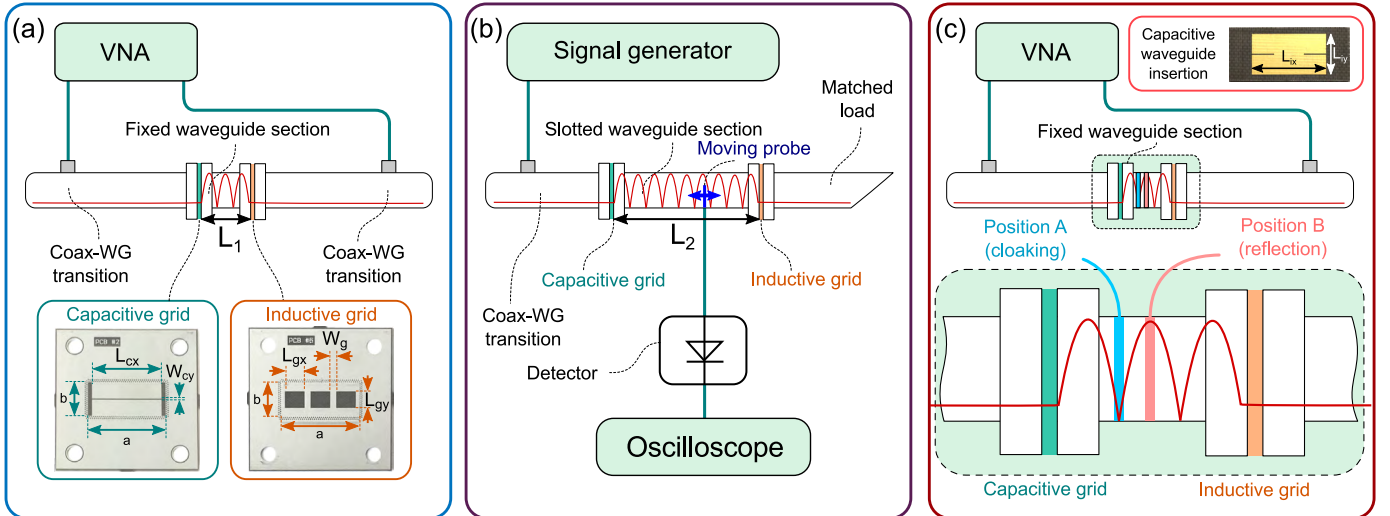 (a)
VNA
Fixed waveguide section
L1
Coax-WG
transition
Coax-WG
transition
Capacitive grid
PCB #2
Lcx
Wcy
b
a
Inductive grid
PCB #8
Wg
Lgx
b
Lgy
a
(b)
Signal generator
Matched
load
Slotted waveguide section
Moving probe
L2
Capacitive grid
Inductive grid
Coax-WG
transition
Detector
Oscilloscope
(c)
VNA
Capacitive
waveguide
insertion
Lix
Liy
Fixed waveguide section
Position A
(cloaking)
Position B
(reflection)
Capacitive grid
Inductive grid